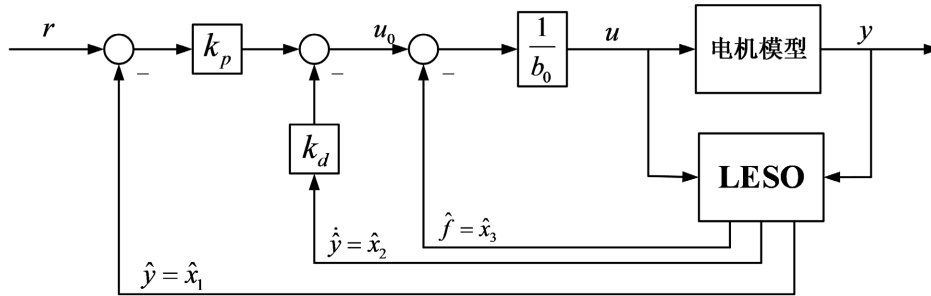 r
−
k_p
−
u_0
−
1
b_0
u
电机模型
y
k_d
LESO
f̂ = x̂_3
ẏ̂ = x̂_2
ŷ = x̂_1